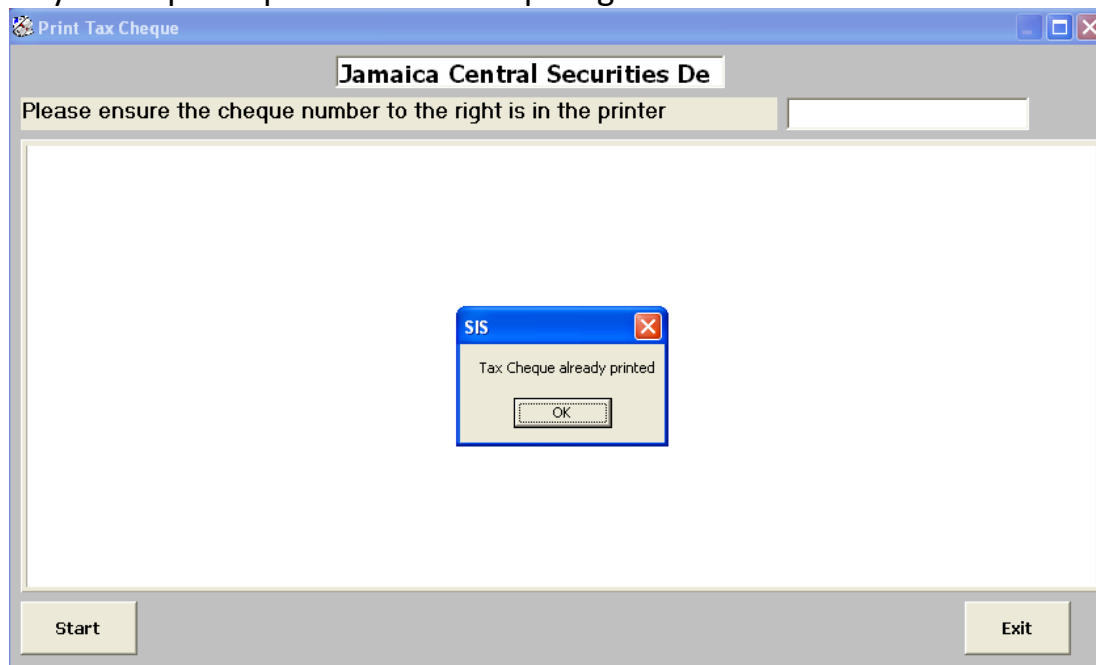 Print Tax Cheque
Jamaica Central Securities De
Please ensure the cheque number to the right is in the printer
SIS
Tax Cheque already printed
OK
Start
Exit